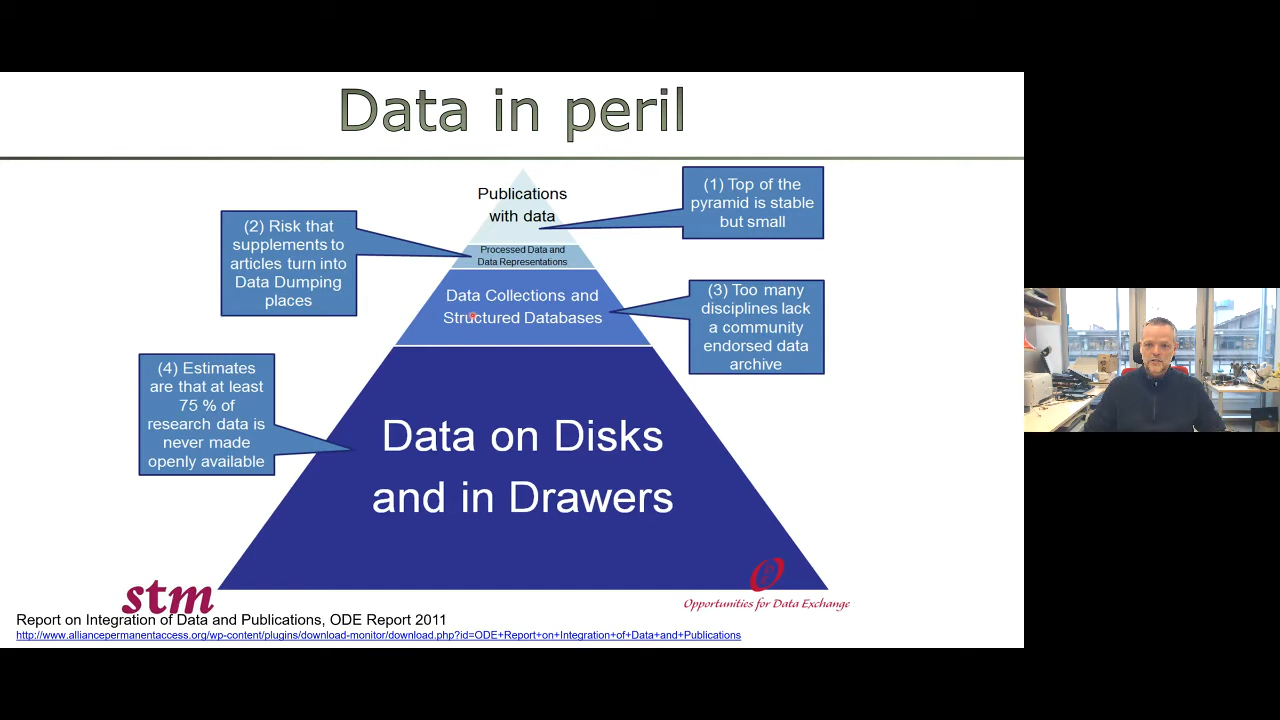 Data in peril
Publications
with data
(1) Top of the
pyramid is stable
but small
(2) Risk that
supplements to
articles turn into
Data Dumping
places
Processed Data and
Data Representations
Data Collections and
Structured Databases
(3) Too many
disciplines lack
a community
endorsed data
archive
(4) Estimates
are that at least
75 % of
research data is
never made
openly available
Data on Disks
and in Drawers
stm
Opportunities for Data Exchange
Report on Integration of Data and Publications, ODE Report 2011
http://www.alliancepermanentaccess.org/wp-content/plugins/download-monitor/download.php?id=ODE+Report+on+Integration+of+Data+and+Publications